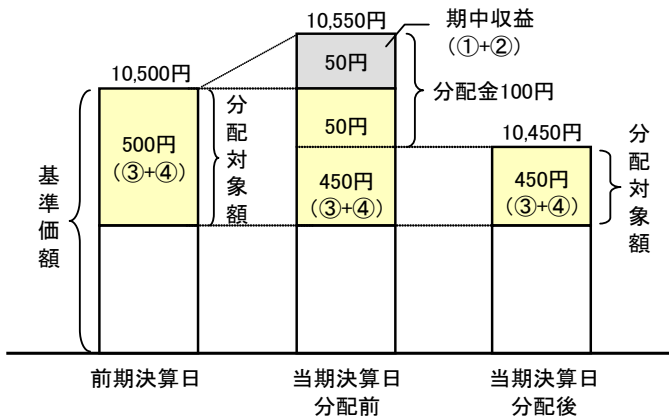 10,550円
期中収益
(①+②)
10,500円
50円
分配金100円
500円
(③+④)
分配対象額
50円
10,450円
450円
(③+④)
450円
(③+④)
分配対象額
基準価額
前期決算日
当期決算日
分配前
当期決算日
分配後